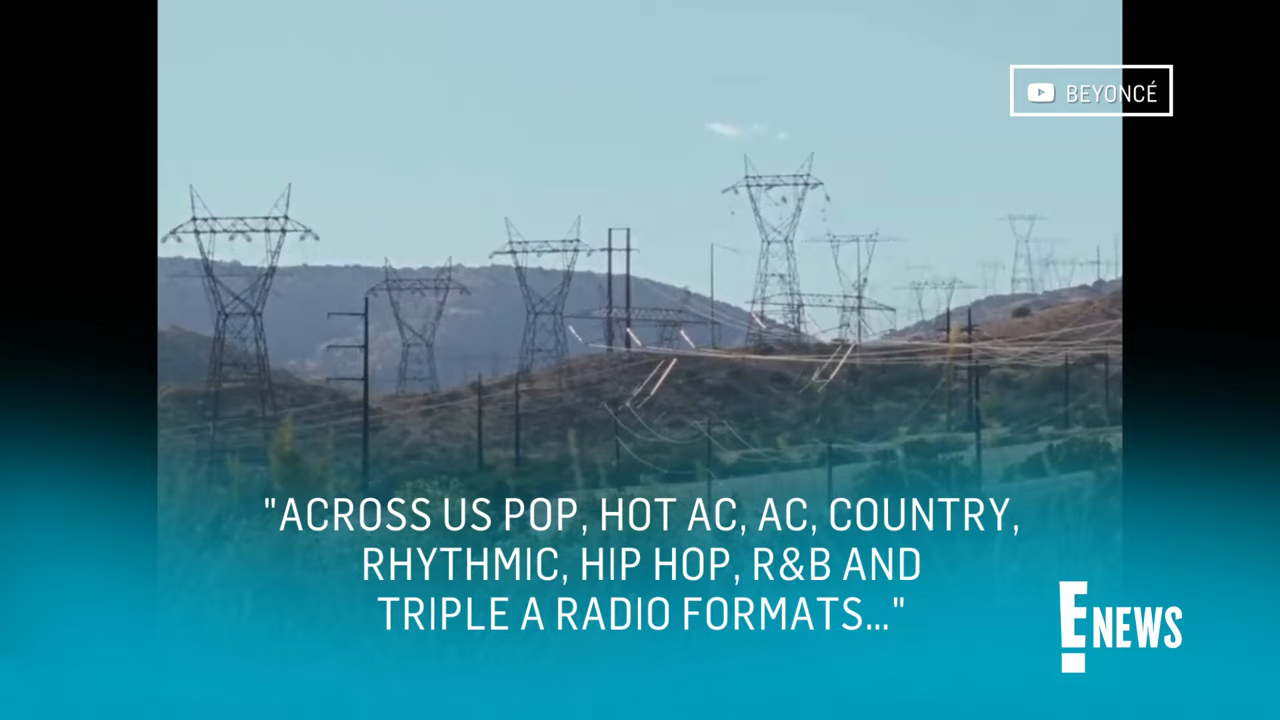 BEYONCÉ
"ACROSS US POP, HOT AC, AC, COUNTRY,
RHYTHMIC, HIP HOP, R&B AND
TRIPLE A RADIO FORMATS..."
E NEWS